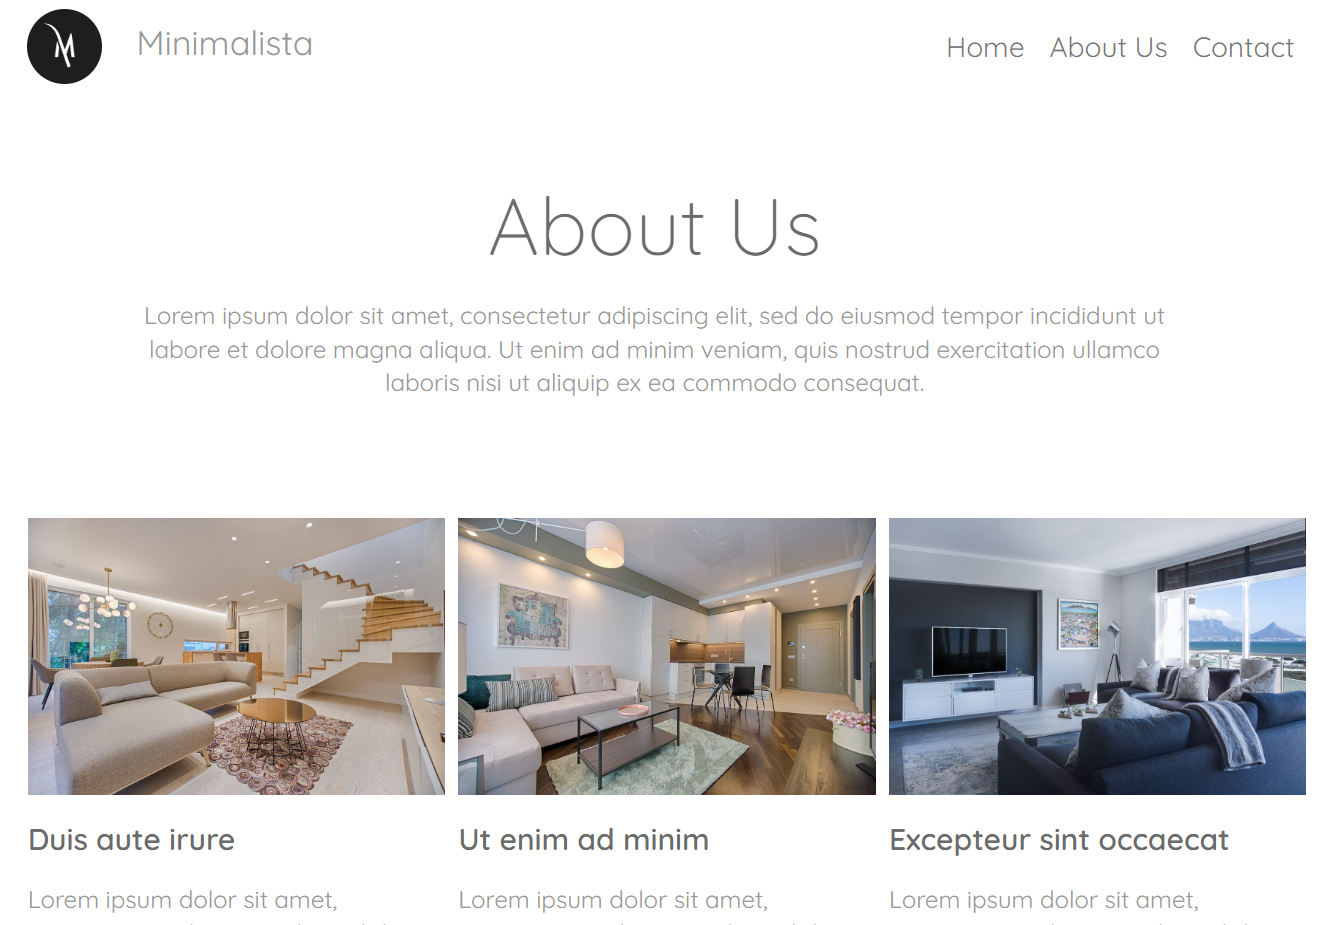 M
Minimalista
Home About Us Contact
About Us
Lorem ipsum dolor sit amet, consectetur adipiscing elit, sed do eiusmod tempor incididunt ut
labore et dolore magna aliqua. Ut enim ad minim veniam, quis nostrud exercitation ullamco
laboris nisi ut aliquip ex ea commodo consequat.
Duis aute irure
Lorem ipsum dolor sit amet,
Ut enim ad minim
Lorem ipsum dolor sit amet,
Excepteur sint occaecat
Lorem ipsum dolor sit amet,